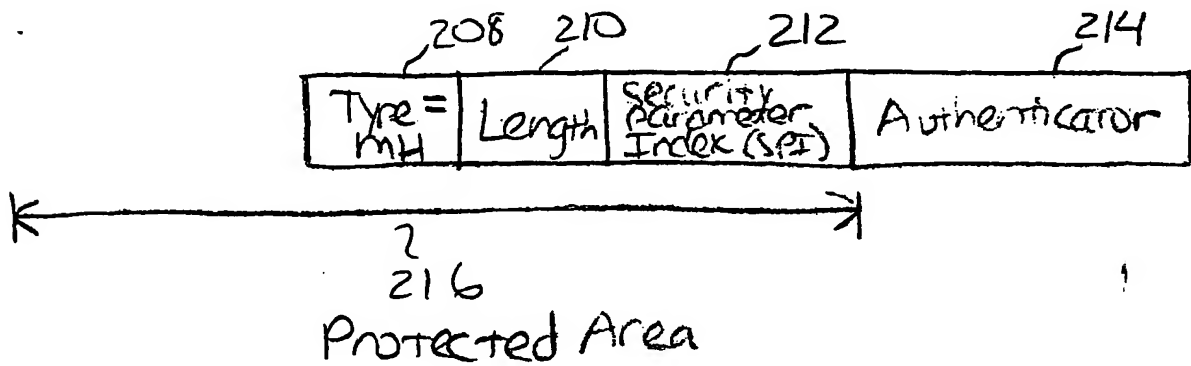 208 210 212 214
Type = Length Security Authenticator
MH Parameter
Index (SPI)
216
Protected Area